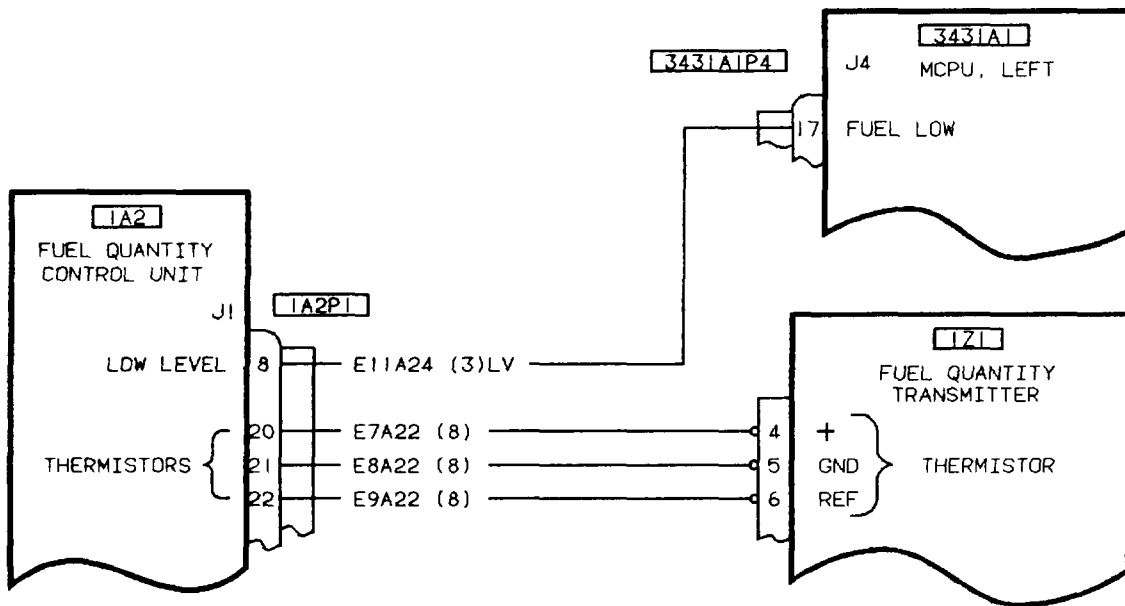 3431A1
3431A1P4
J4
MCPU, LEFT
17
FUEL LOW
1A2
FUEL QUANTITY
CONTROL UNIT
J1
1A2P1
LOW LEVEL
8
E11A24 (3)LV
1Z1
FUEL QUANTITY
TRANSMITTER
20
E7A22 (8)
4
+
THERMISTORS
21
E8A22 (8)
5
GND
THERMISTOR
22
E9A22 (8)
6
REF